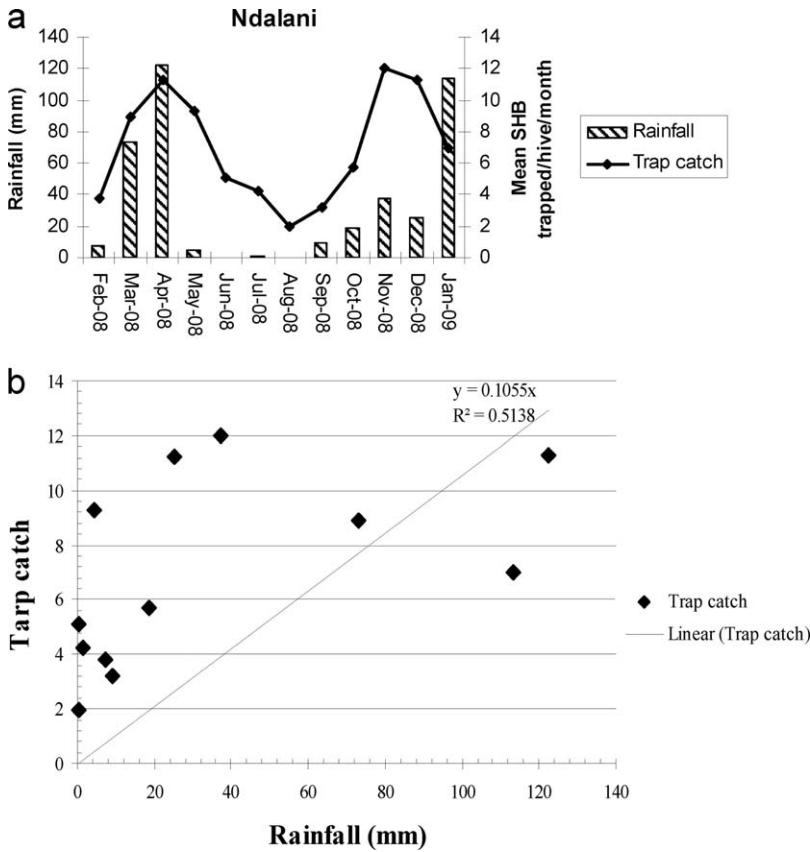 a
Ndalani
Rainfall (mm)
140
120
100
80
60
40
20
0
14
12
10
8
6
4
2
0
Mean SHB
trapped/hive/month
Feb-08
Mar-08
Apr-08
May-08
Jun-08
Jul-08
Aug-08
Sep-08
Oct-08
Nov-08
Dec-08
Jan-09
Rainfall
Trap catch
b
Tarp catch
14
12
10
8
6
4
2
0
y = 0.1055x
R² = 0.5138
0 20 40 60 80 100 120 140
Rainfall (mm)
Trap catch
Linear (Trap catch)